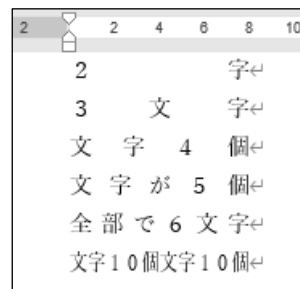 2 2 4 6 8 10
2 字
3 文 字
文 字 4 個
文 字 が 5 個
全 部 で 6 文 字
文字10個文字10個